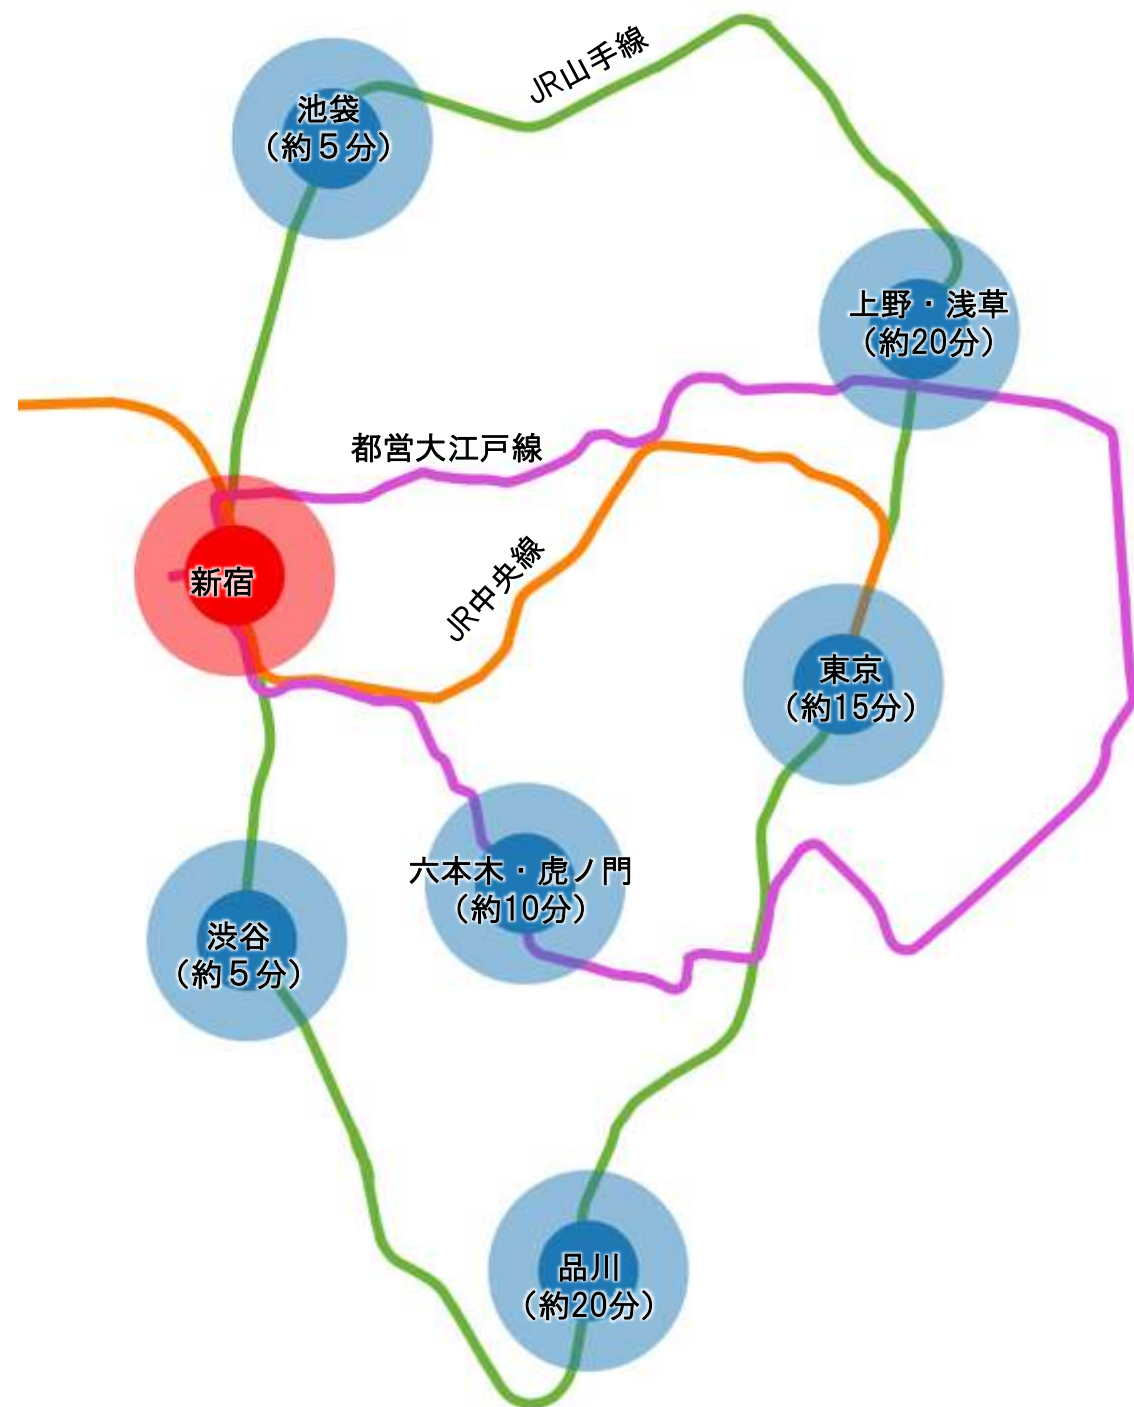 JR山手線
池袋
（約５分）
上野・浅草
（約20分）
都営大江戸線
新宿
JR中央線
東京
（約15分）
六本木・虎ノ門
（約10分）
渋谷
（約５分）
品川
（約20分）